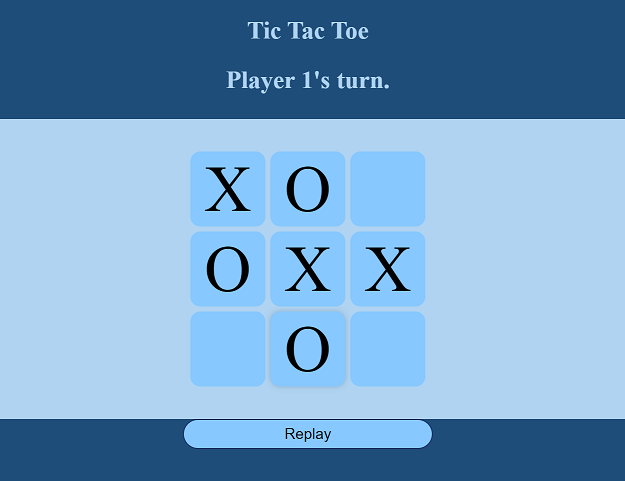 Tic Tac Toe
Player 1's turn.
X O
O X X
O
Replay